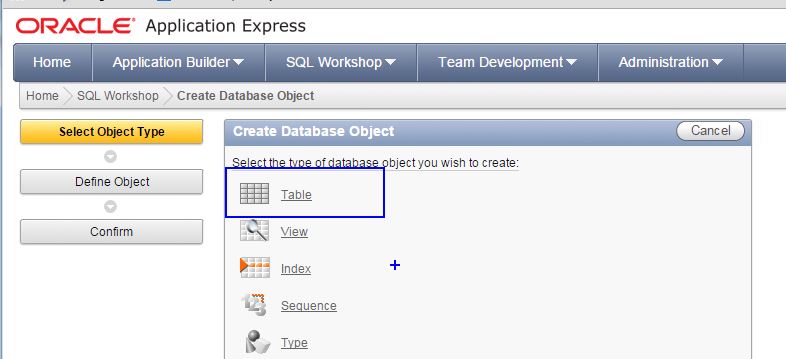 ORACLE Application Express
Home Application Builder SQL Workshop Team Development Administration
Home SQL Workshop Create Database Object
Select Object Type
Define Object
Confirm
Create Database Object Cancel
Select the type of database object you wish to create:
Table
View
Index
Sequence
Type